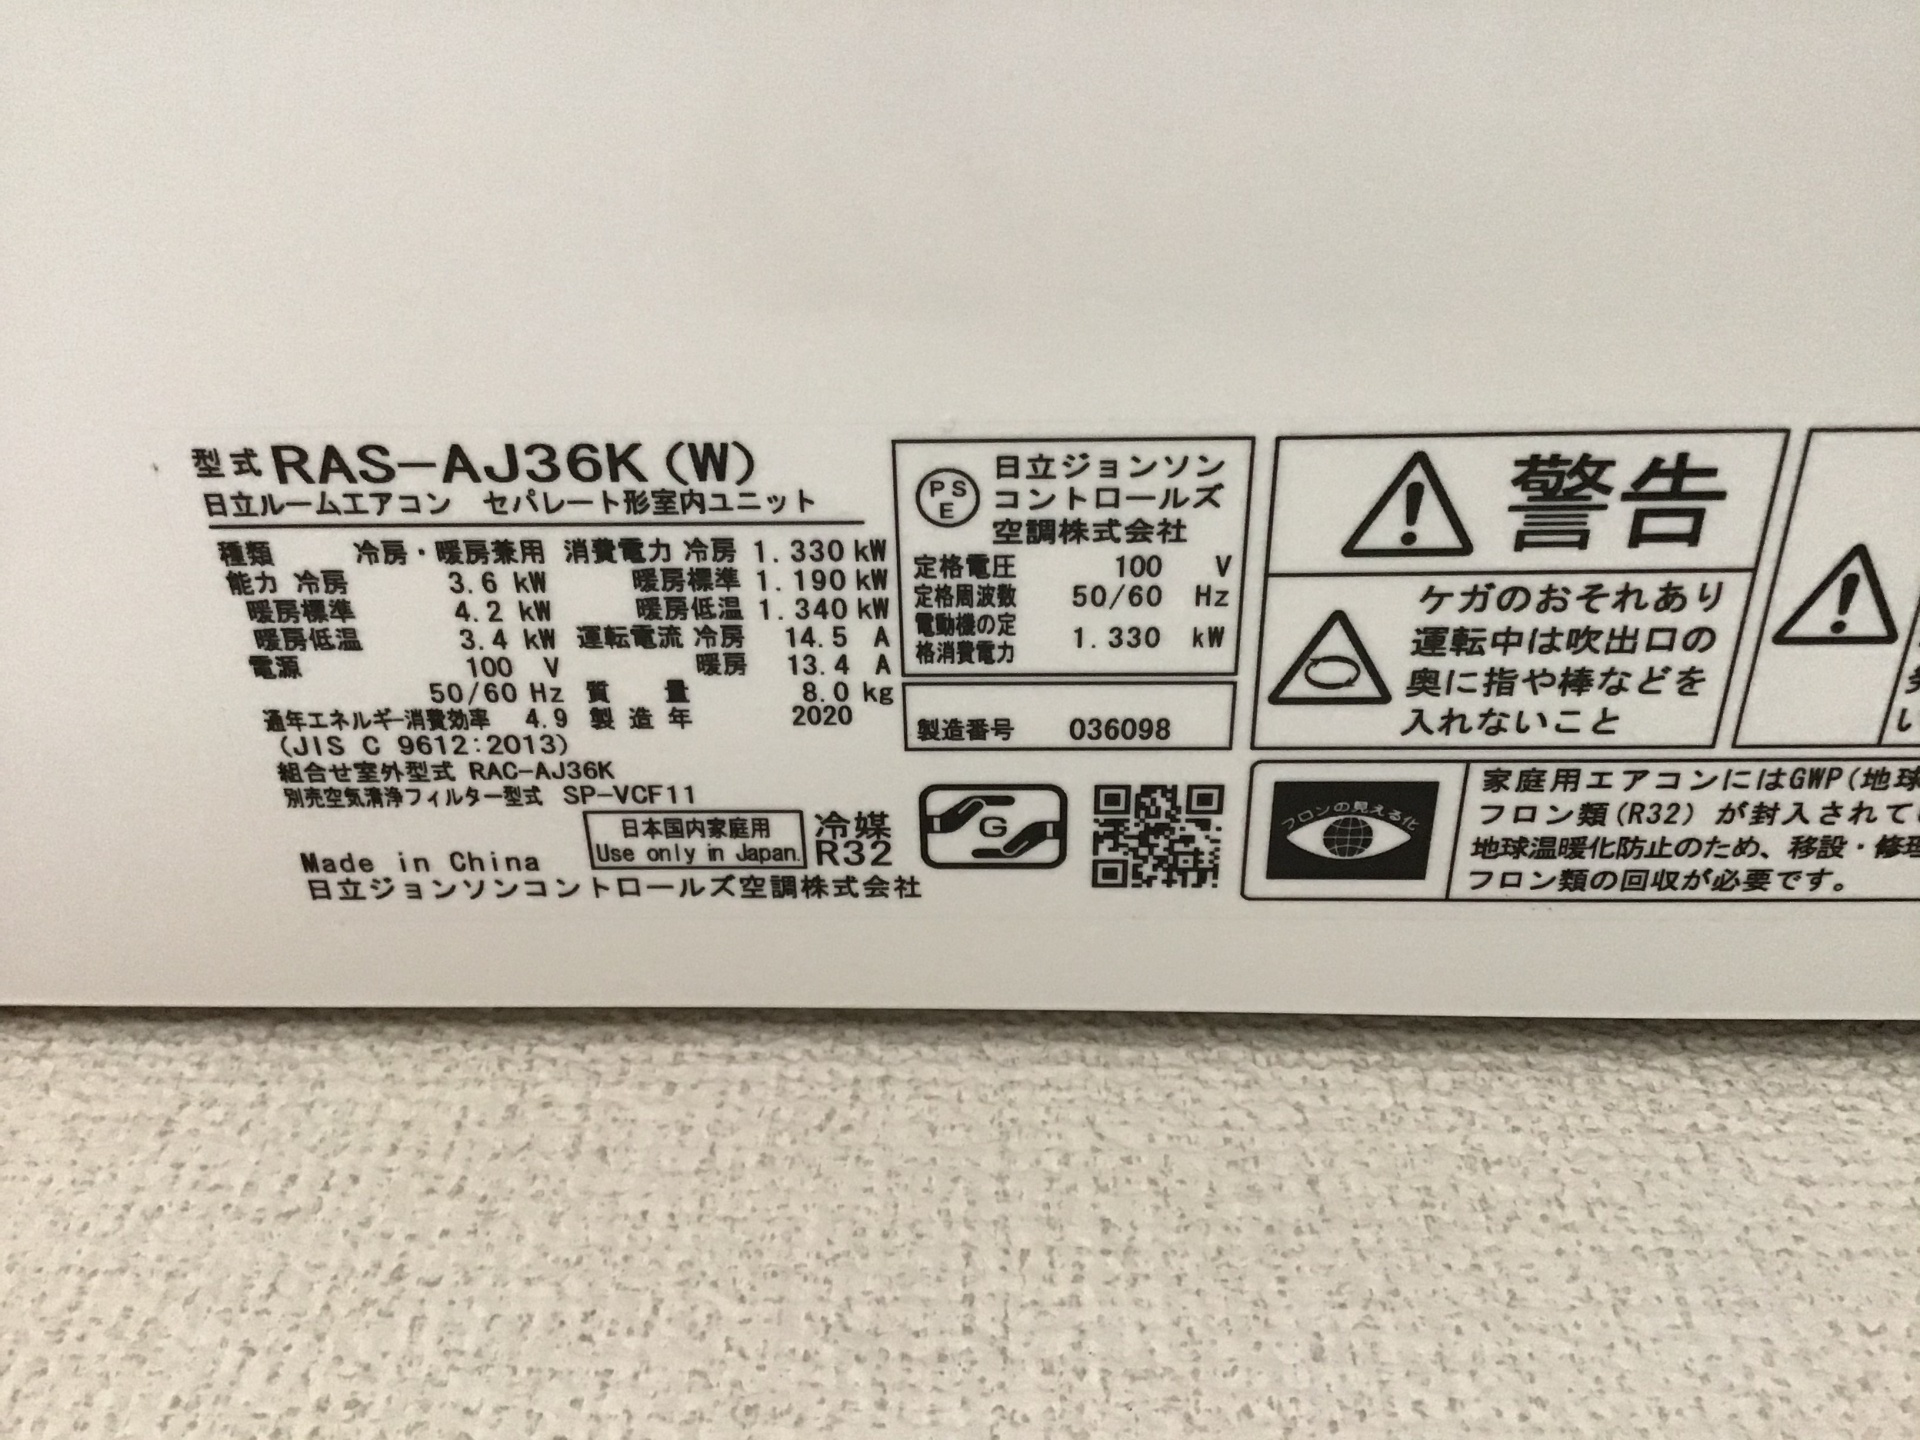 型式 RAS-AJ36K(W)
日立ルームエアコン セパレート形室内ユニット
種類 冷房・暖房兼用 消費電力 冷房 1.330 kW
能力 冷房 3.6 kW 暖房標準 1.190 kW
暖房標準 4.2 kW 暖房低温 1.340 kW
暖房低温 3.4 kW 運転電流 冷房 14.5 A
電源 100 V 暖房 13.4 A
50/60 Hz 質量 8.0 kg
通年エネルギー消費効率 4.9 製造年 2020
(JIS C 9612:2013)
組合せ室外型式 RAC-AJ36K
別売空気清浄フィルター型式 SP-VCF11
日本国内家庭用
Use only in Japan.
冷媒
R32
Made in China
日立ジョンソンコントロールズ空調株式会社
PSE
日立ジョンソン
コントロールズ
空調株式会社
定格電圧 100 V
定格周波数 50/60 Hz
電動機の定
格消費電力 1.330 kW
製造番号 036098
G
警告
ケガのおそれあり
運転中は吹出口の
奥に指や棒などを
入れないこと
フロンの見える化
家庭用エアコンにはGWP(地球
フロン類(R32)が封入されて
地球温暖化防止のため、移設・修理
フロン類の回収が必要です。